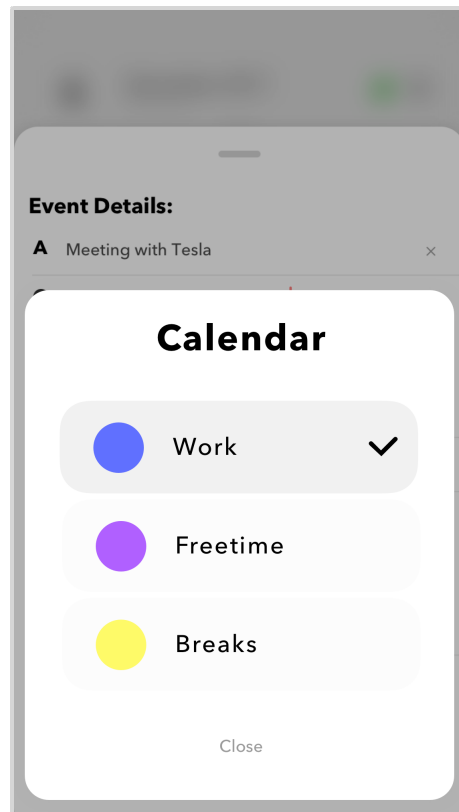 Event Details:
A Meeting with Tesla ×
Calendar
Work
Freetime
Breaks
Close